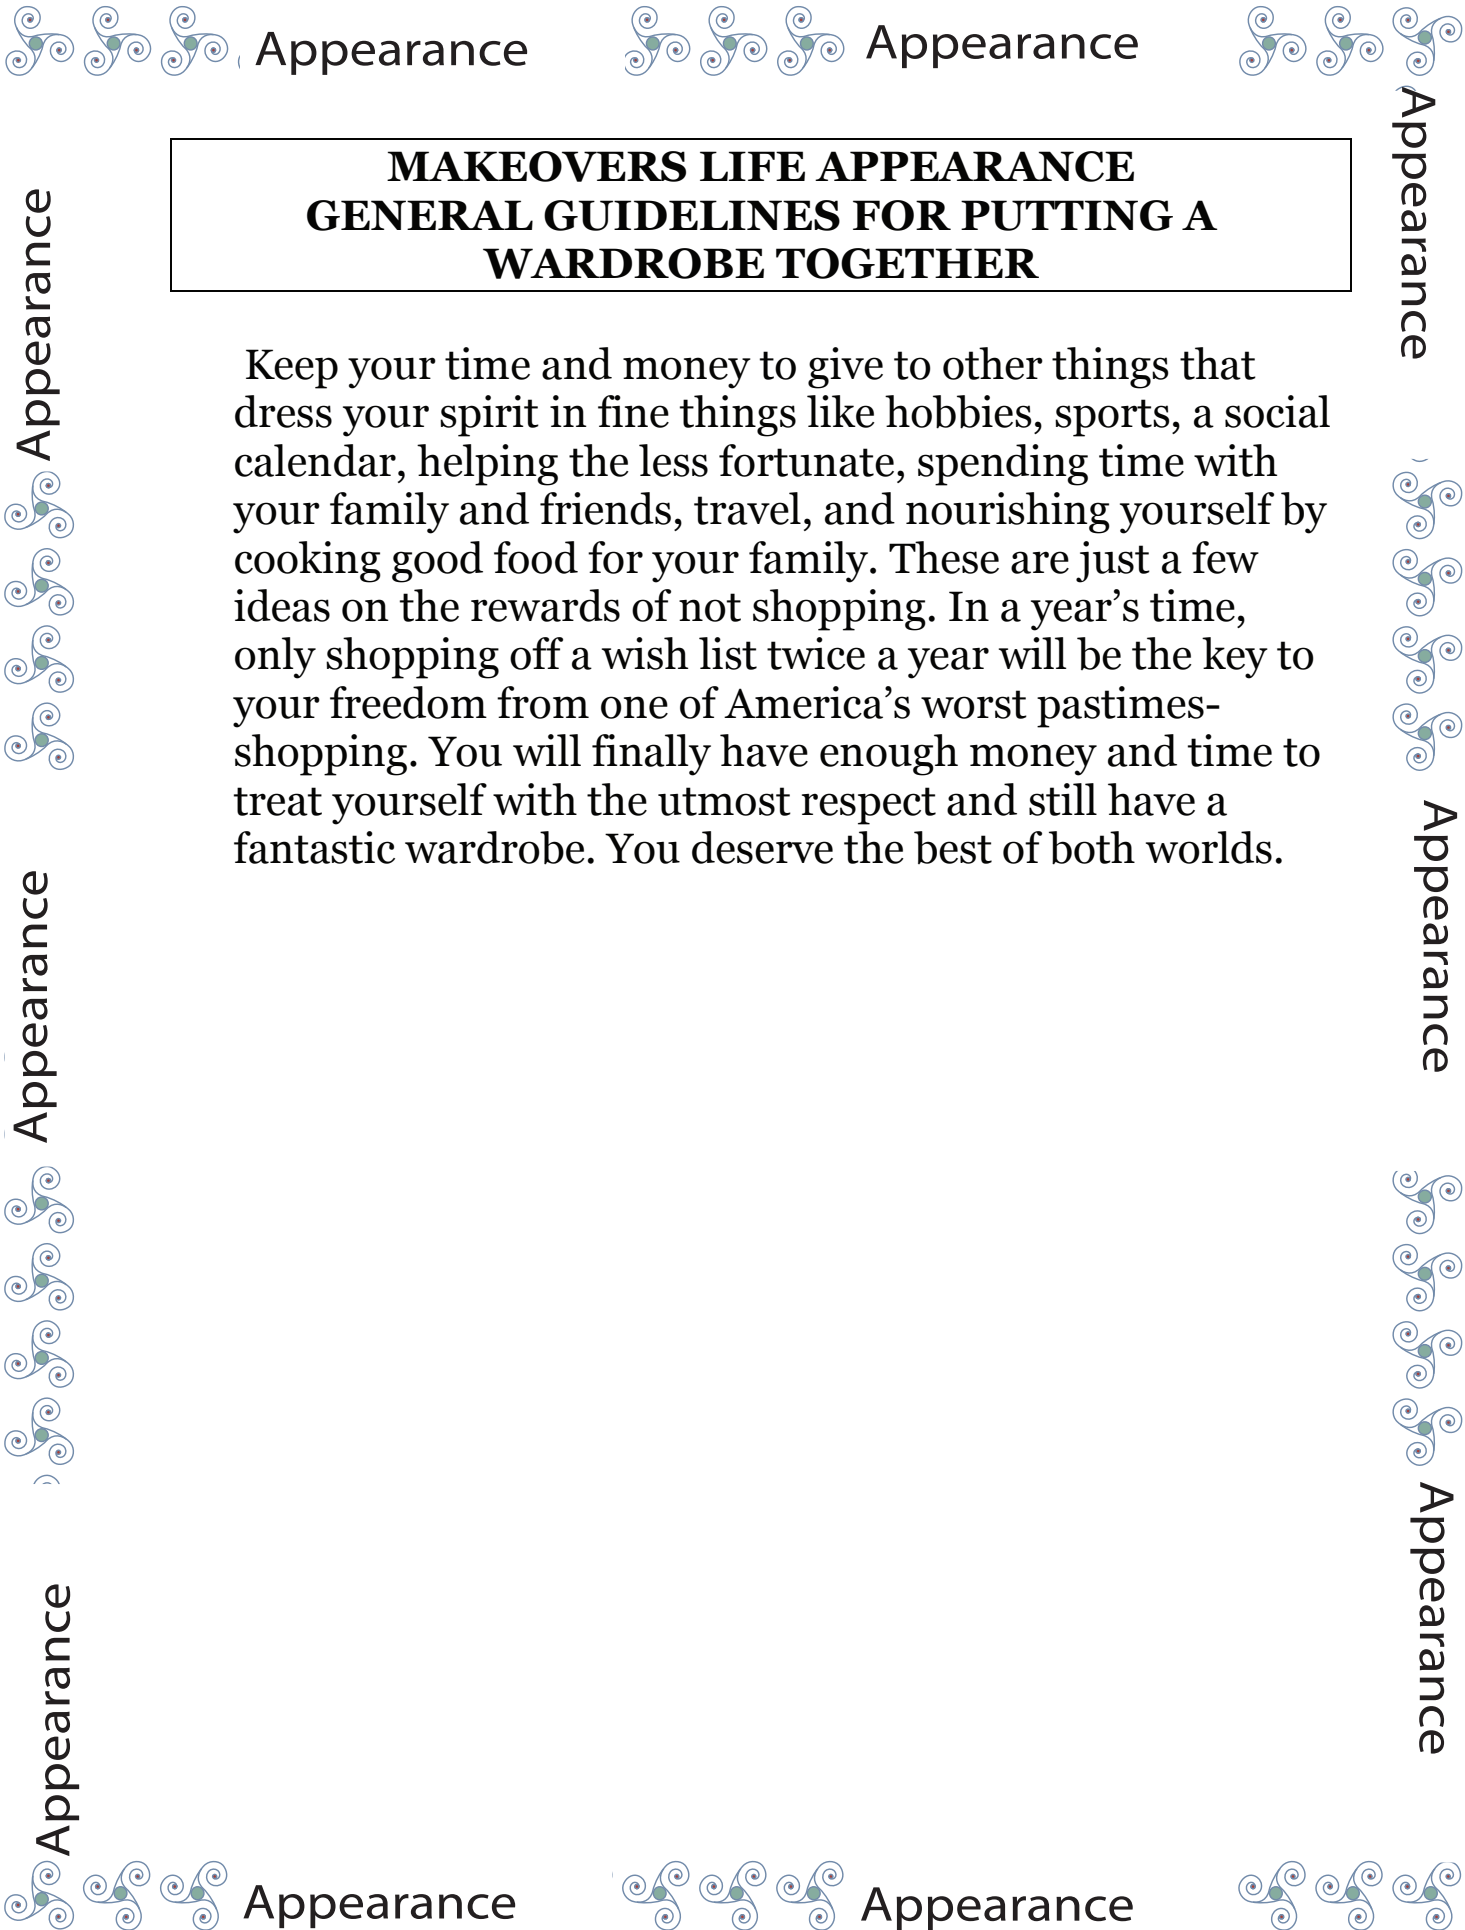 Appearance
Appearance
Appearance
Appearance
MAKEOVERS LIFE APPEARANCE
GENERAL GUIDELINES FOR PUTTING A
WARDROBE TOGETHER
Keep your time and money to give to other things that
dress your spirit in fine things like hobbies, sports, a social
calendar, helping the less fortunate, spending time with
your family and friends, travel, and nourishing yourself by
cooking good food for your family. These are just a few
ideas on the rewards of not shopping. In a year’s time,
only shopping off a wish list twice a year will be the key to
your freedom from one of America’s worst pastimes-
shopping. You will finally have enough money and time to
treat yourself with the utmost respect and still have a
fantastic wardrobe. You deserve the best of both worlds.
Appearance
Appearance
Appearance
Appearance
Appearance
Appearance